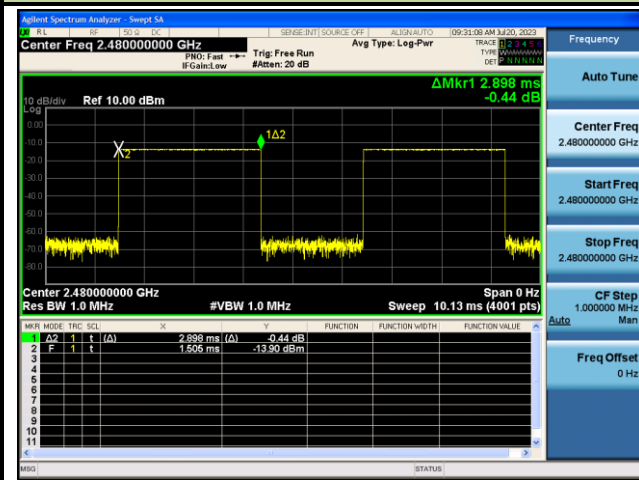 Agilent Spectrum Analyzer - Swept SA
RL RF 50 Ω DC SENSE:INT SOURCE OFF ALIGN AUTO 09:31:08 AM Jul 20, 2023
Center Freq 2.480000000 GHz
PNO: Fast
IFGain:Low
Trig: Free Run
#Atten: 20 dB
Avg Type: Log-Pwr
TRACE 1 2 3 4 5 6
TYPE
DET P N N N N N
ΔMkr1 2.898 ms
-0.44 dB
10 dB/div Ref 10.00 dBm
Log
0.00
-10.0
-20.0
-30.0
-40.0
-50.0
-60.0
-70.0
-80.0
1Δ2
2
Center 2.480000000 GHz Span 0 Hz
Res BW 1.0 MHz #VBW 1.0 MHz Sweep 10.13 ms (4001 pts)
MKR MODE TRC SCL X Y FUNCTION FUNCTION WIDTH FUNCTION VALUE
1 Δ2 1 t (Δ) 2.898 ms (Δ) -0.44 dB
2 F 1 t 1.505 ms -13.90 dBm
3
4
5
6
7
8
9
10
11
MSG STATUS
Frequency
Auto Tune
Center Freq
2.480000000 GHz
Start Freq
2.480000000 GHz
Stop Freq
2.480000000 GHz
CF Step
1.000000 MHz
Auto Man
Freq Offset
0 Hz